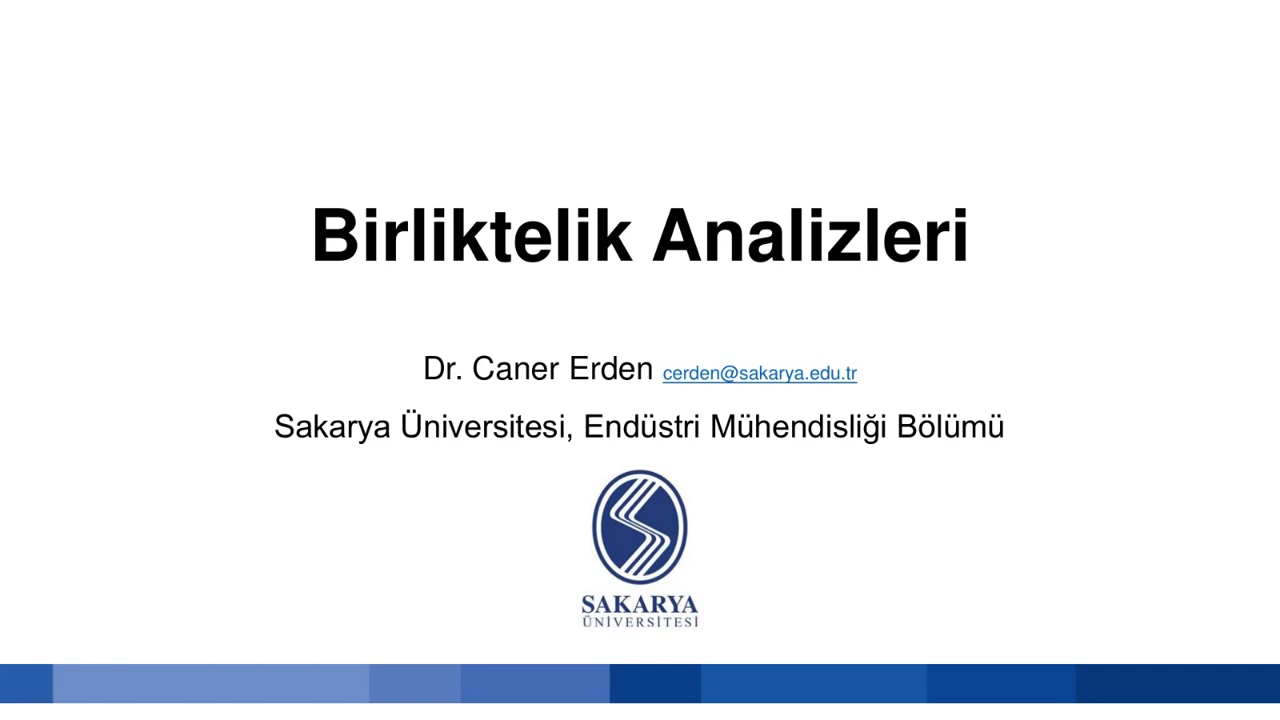 Birliktelik Analizleri
Dr. Caner Erden cerden@sakarya.edu.tr
Sakarya Üniversitesi, Endüstri Mühendisliği Bölümü
SAKARYA
ÜNİVERSİTESİ